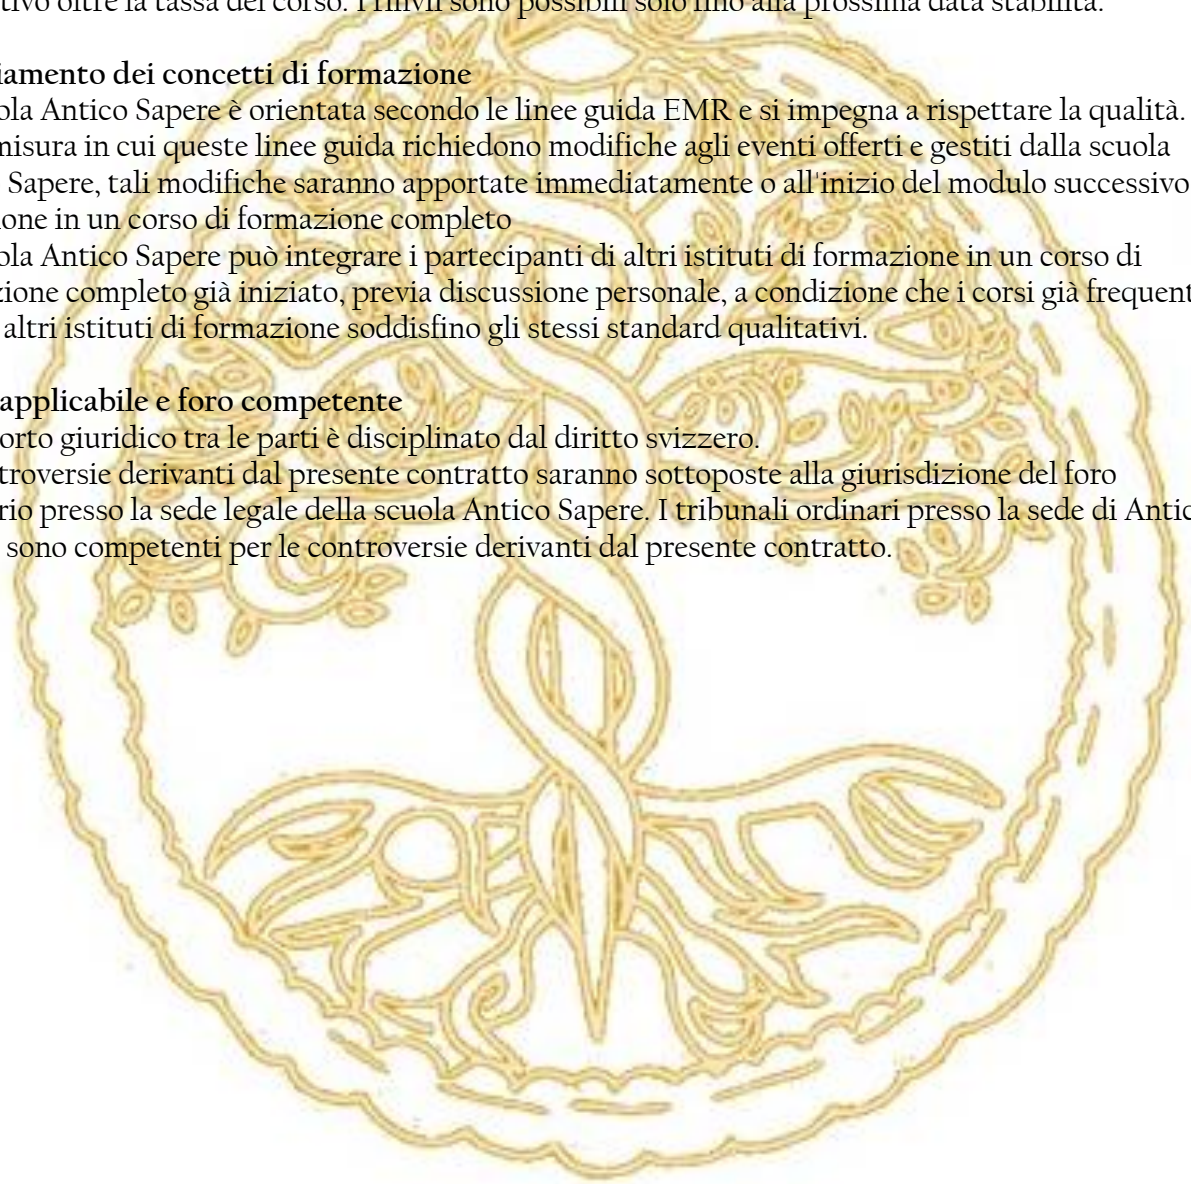 tivo oltre la tassa del corso. I rinvii sono possibili solo fino alla prossima data stabilita.
iamento dei concetti di formazione
ola Antico Sapere è orientata secondo le linee guida EMR e si impegna a rispettare la qualità.
misura in cui queste linee guida richiedono modifiche agli eventi offerti e gestiti dalla scuola
Sapere, tali modifiche saranno apportate immediatamente o all'inizio del modulo successivo
ione in un corso di formazione completo
ola Antico Sapere può integrare i partecipanti di altri istituti di formazione in un corso di
zione completo già iniziato, previa discussione personale, a condizione che i corsi già frequent
altri istituti di formazione soddisfino gli stessi standard qualitativi.
applicabile e foro competente
orto giuridico tra le parti è disciplinato dal diritto svizzero.
troversie derivanti dal presente contratto saranno sottoposte alla giurisdizione del foro
rio presso la sede legale della scuola Antico Sapere. I tribunali ordinari presso la sede di Antic
sono competenti per le controversie derivanti dal presente contratto.